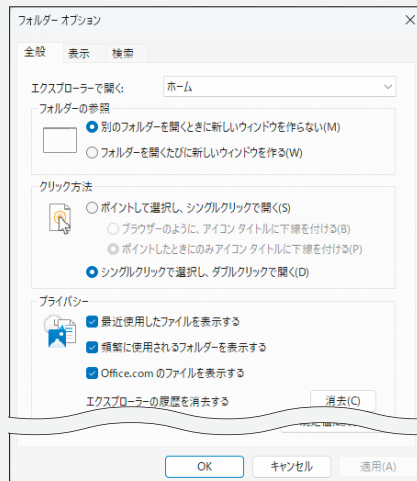 フォルダー オプション
全般 表示 検索
エクスプローラーで開く: ホーム
フォルダーの参照
別のフォルダーを開くときに新しいウィンドウを作らない(M)
フォルダーを開くたびに新しいウィンドウを作る(W)
クリック方法
ポイントして選択し、シングルクリックで開く(S)
ブラウザーのように、アイコン タイトルに下線を付ける(B)
ポイントしたときにのみアイコン タイトルに下線を付ける(P)
シングルクリックで選択し、ダブルクリックで開く(D)
プライバシー
最近使用したファイルを表示する
頻繁に使用されるフォルダーを表示する
Office.com のファイルを表示する
エクスプローラーの履歴を消去する 消去(C)
OK キャンセル 適用(A)